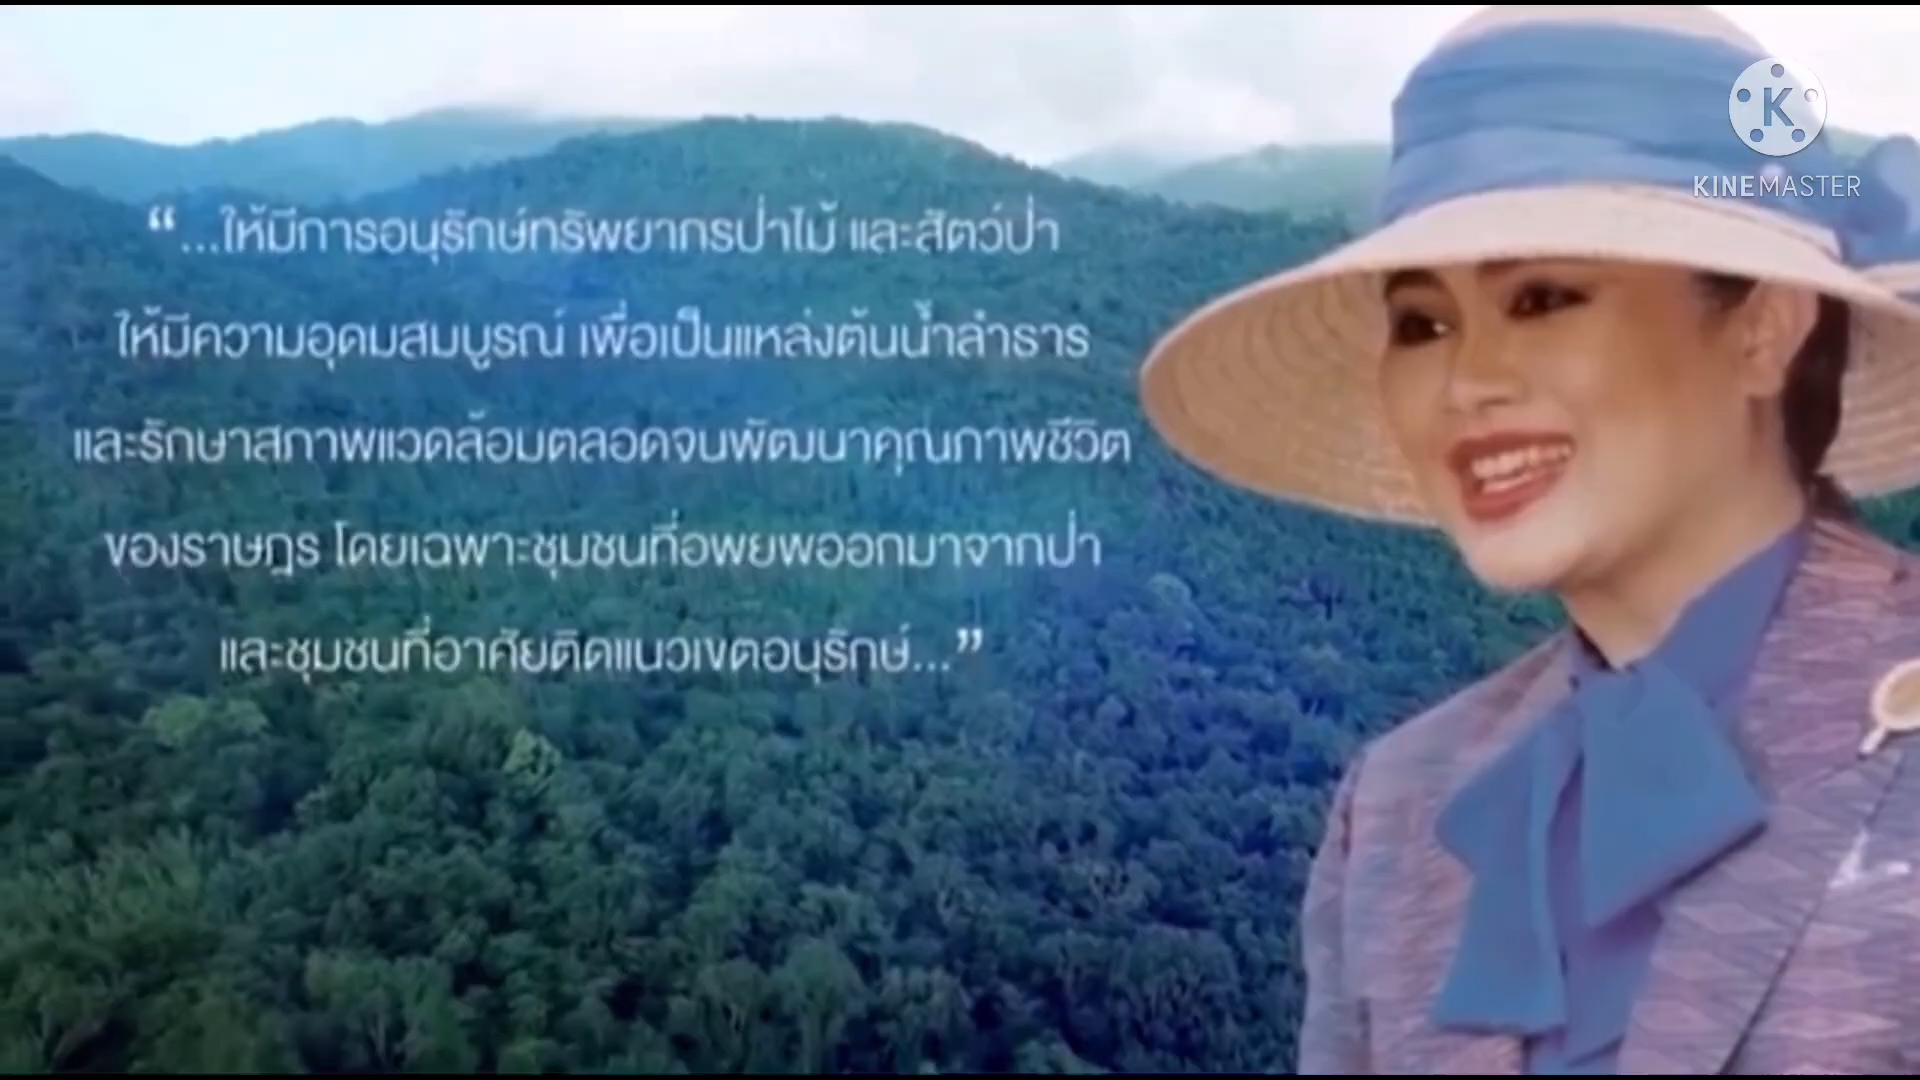 “...ให้มีการอนุรักษ์ทรัพยากรป่าไม้ และสัตว์ป่า
ให้มีความอุดมสมบูรณ์ เพื่อเป็นแหล่งต้นน้ำลำธาร
และรักษาสภาพแวดล้อมตลอดจนพัฒนาคุณภาพชีวิต
ของราษฎร โดยเฉพาะชุมชนที่อพยพออกมาจากป่า
และชุมชนที่อาศัยติดแนวเขตอนุรักษ์...”
K
KINEMASTER